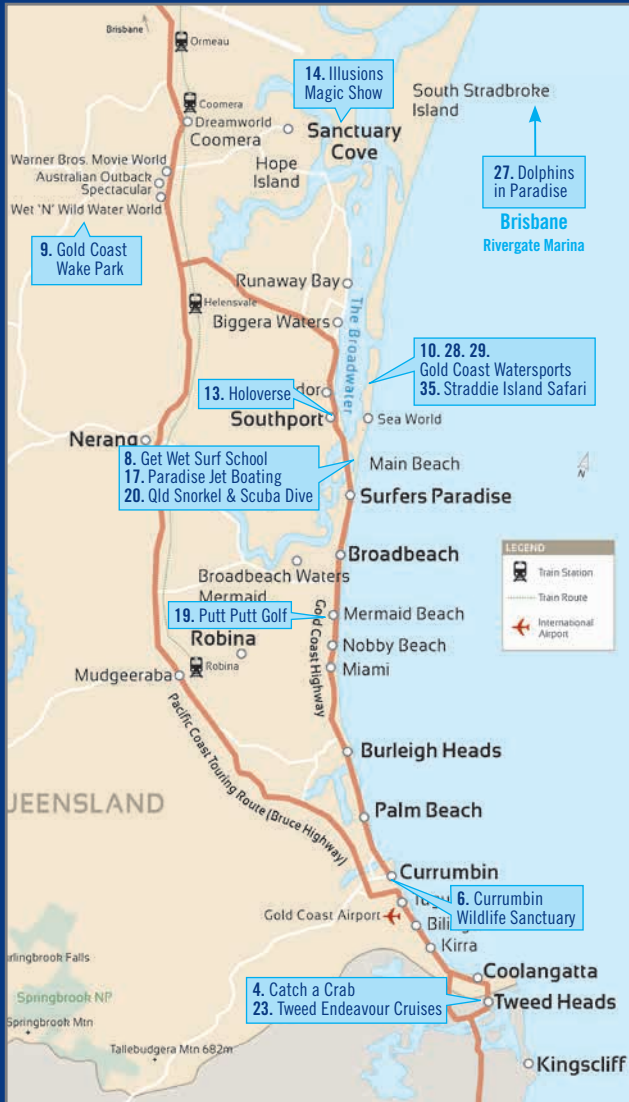 Brisbane
Ormeau
14. Illusions
Magic Show
South Stradbroke
Island
Coomera
Dreamworld
Coomera
Sanctuary
Cove
Hope
Island
Warner Bros. Movie World
Australian Outback
Spectacular
Wet 'N' Wild Water World
27. Dolphins
in Paradise
Brisbane
Rivergate Marina
9. Gold Coast
Wake Park
Runaway Bay
Helensvale
Biggera Waters
The Broadwater
10. 28. 29.
Gold Coast Watersports
35. Straddie Island Safari
13. Holoverse
dor
Southport
Sea World
Nerang
8. Get Wet Surf School
17. Paradise Jet Boating
20. Qld Snorkel & Scuba Dive
Main Beach
N
Surfers Paradise
Broadbeach
Broadbeach Waters
Mermaid
LEGEND
Train Station
Train Route
International
Airport
19. Putt Putt Golf
Mermaid Beach
Gold Coast Highway
Robina
Nobby Beach
Robina
Miami
Mudgeeraba
Pacific Coast Touring Route (Bruce Highway)
Burleigh Heads
UEENSLAND
Palm Beach
Currumbin
6. Currumbin
Wildlife Sanctuary
Gold Coast Airport
Kirra
rlingbrook Falls
Coolangatta
4. Catch a Crab
23. Tweed Endeavour Cruises
Tweed Heads
Springbrook NP
Springbrook Mtn
Tallebudgera Mtn 682m
Kingscliff